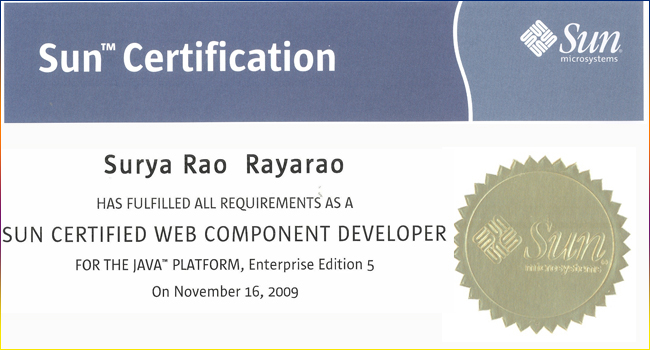 Sun™ Certification
Sun
microsystems
Surya Rao Rayarao
HAS FULFILLED ALL REQUIREMENTS AS A
SUN CERTIFIED WEB COMPONENT DEVELOPER
FOR THE JAVA™ PLATFORM, Enterprise Edition 5
On November 16, 2009
Sun
microsystems